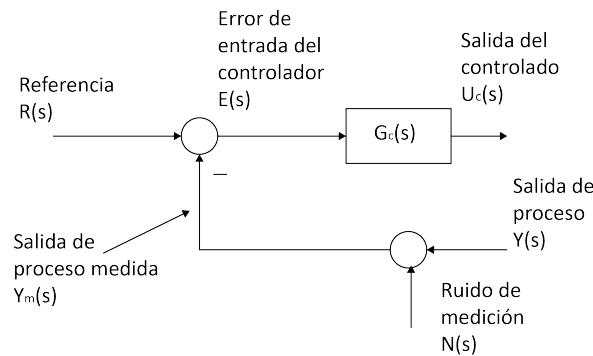 Error de
entrada del
controlador
E(s)
Salida del
controlado
Uc(s)
Referencia
R(s)
Gc(s)
–
Salida de
proceso
Y(s)
Salida de
proceso medida
Ym(s)
Ruido de
medición
N(s)